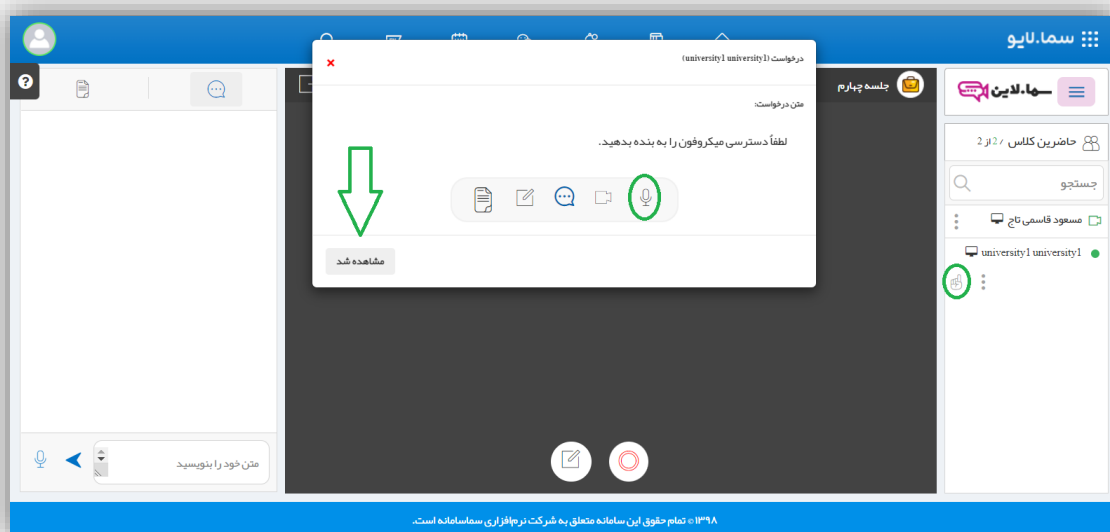 سما.لایو
درخواست (university1 university1)
جلسه چهارم
سما.لاین
متن درخواست:
لطفاً دسترسی میکروفون را به بنده بدهید.
حاضرین کلاس / 2 از 2
جستجو
مسعود قاسمی تاج
university1 university1
مشاهده شد
متن خود را بنویسید
۱۳۹۸© تمام حقوق این سامانه متعلق به شرکت نرم‌افزاری سماسامانه است.